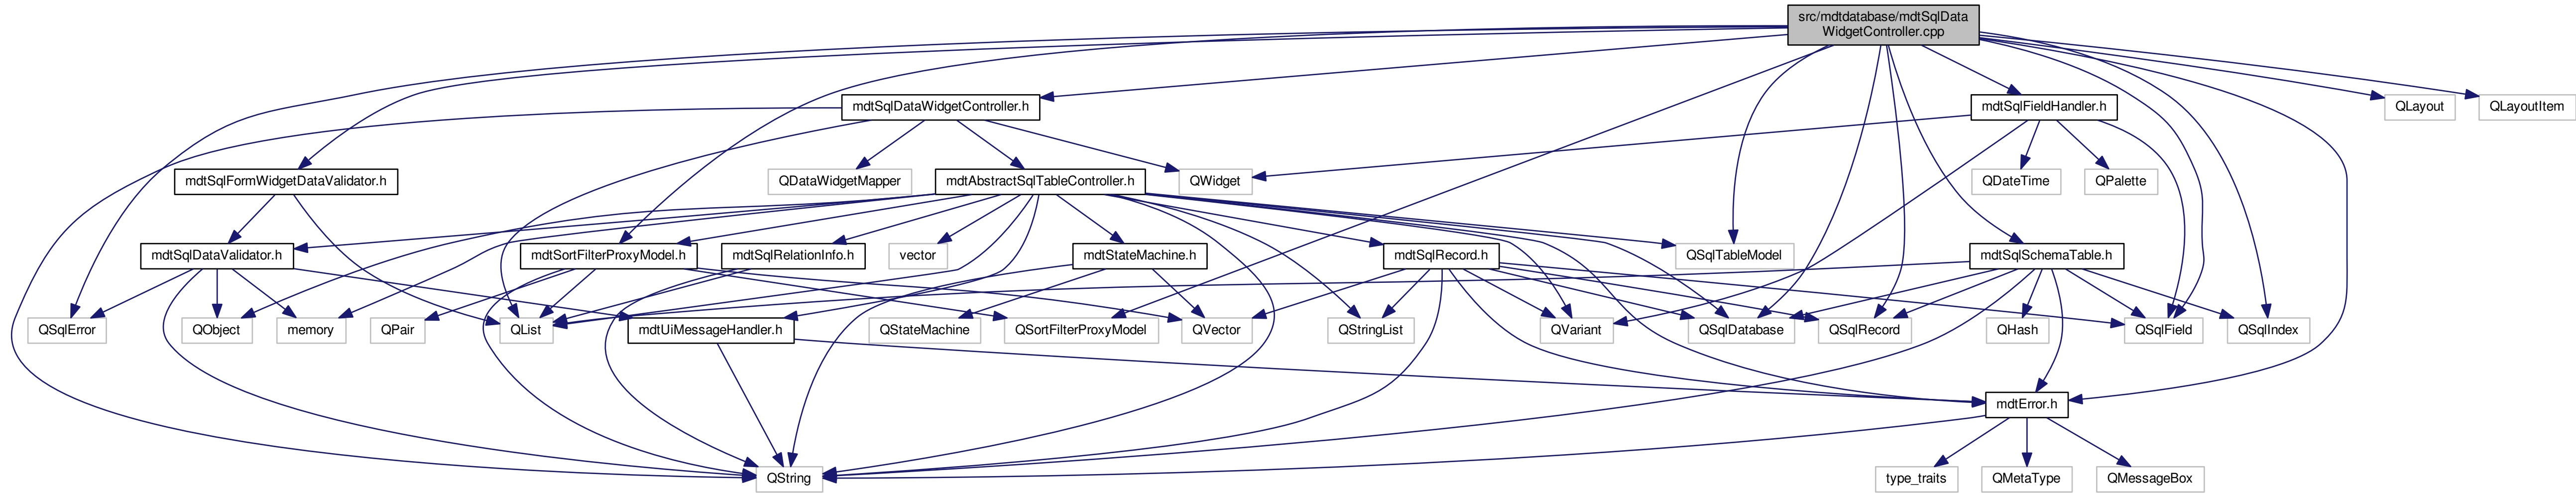 src/mdtdatabase/mdtSqlData
WidgetController.cpp
mdtSqlDataWidgetController.h
mdtSqlFieldHandler.h
QLayout
QLayoutItem
mdtSqlFormWidgetDataValidator.h
QDataWidgetMapper
mdtAbstractSqlTableController.h
QWidget
QDateTime
QPalette
mdtSqlDataValidator.h
mdtSortFilterProxyModel.h
mdtSqlRelationInfo.h
vector
mdtStateMachine.h
mdtSqlRecord.h
QSqlTableModel
mdtSqlSchemaTable.h
QSqlError
QObject
memory
QPair
QList
mdtUiMessageHandler.h
QStateMachine
QSortFilterProxyModel
QVector
QStringList
QVariant
QSqlDatabase
QSqlRecord
QHash
QSqlField
QSqlIndex
mdtError.h
QString
type_traits
QMetaType
QMessageBox